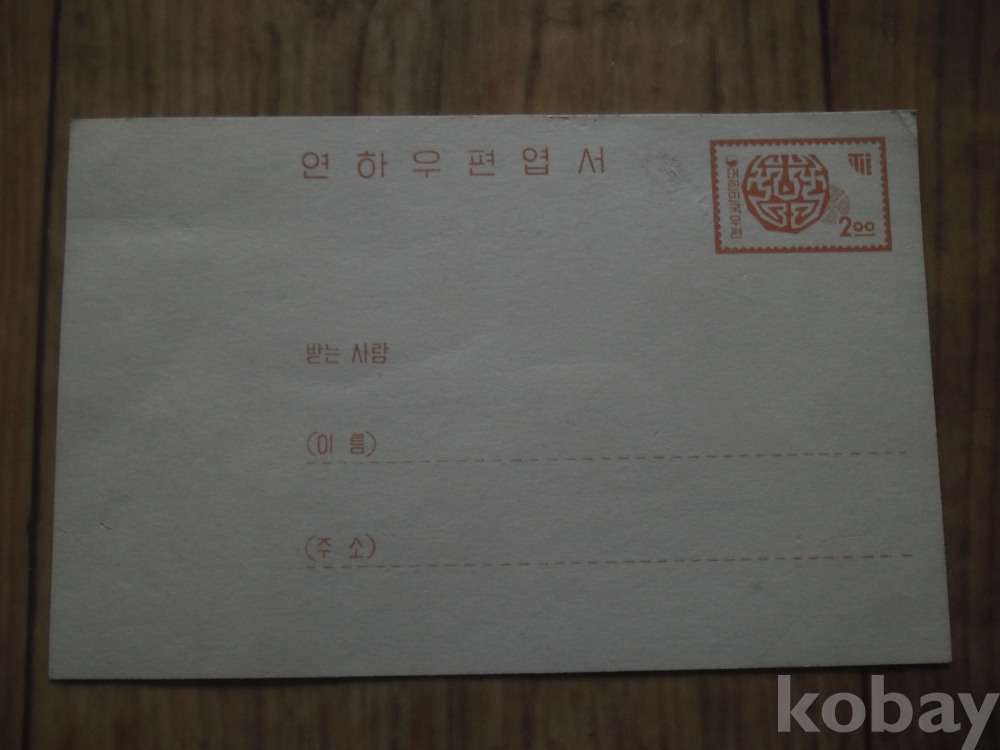 연하우편엽서
대한민국우편
2.00
받는 사람
(이 름)
(주 소)
kobay